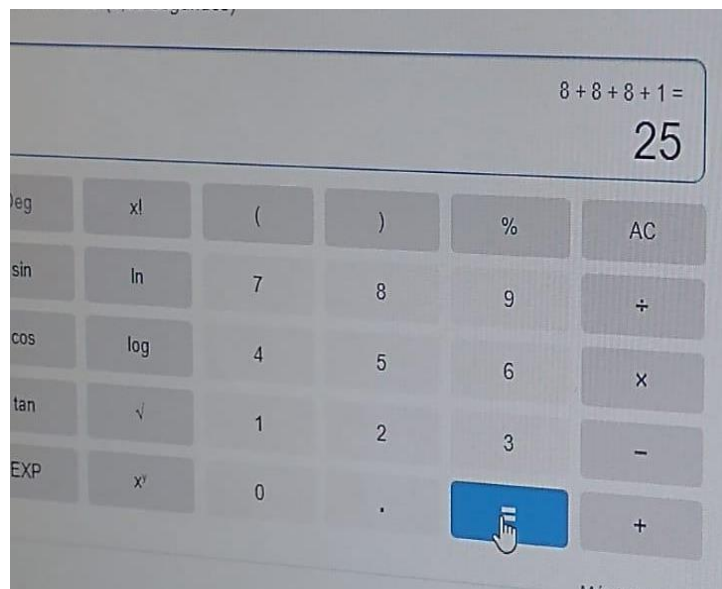 8 + 8 + 8 + 1 =
25
x! ( ) % AC
sin ln 7 8 9 ÷
cos log 4 5 6 ×
tan √ 1 2 3 −
EXP xʸ 0 . = +